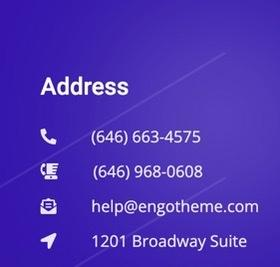 Address
(646) 663-4575
(646) 968-0608
help@engotheme.com
1201 Broadway Suite